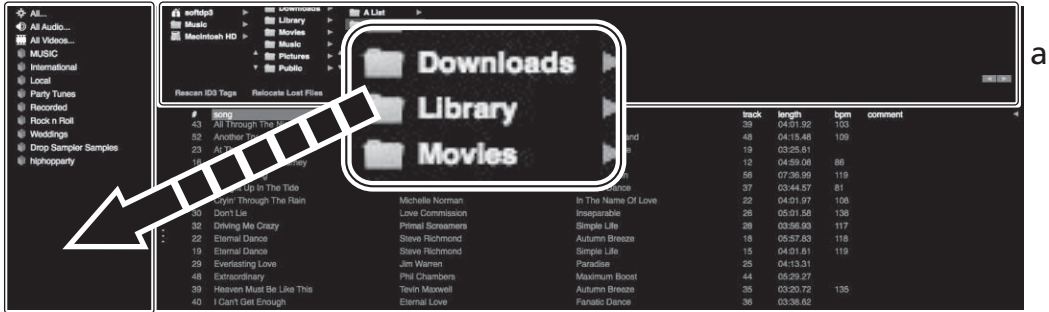 All...
All Audio...
All Videos...
MUSIC
International
Local
Party Tunes
Recorded
Rock n Roll
Weddings
Drop Sampler Samples
hiphopparty
softdp3
Music
Macintosh HD
Downloads
Library
Movies
Music
Pictures
Public
A List
Rescan ID3 Tags Relocate Lost Files
Downloads
Library
Movies
a
# song track length bpm comment
43 All Through The 39 04:01.92 103
52 Another 48 04:15.48 109
23 At 19 03:25.61
12 04:59.08 86
56 07:36.99 119
Up In The Tide Dance 37 03:44.57 81
Cryin' Through The Rain Michelle Norman In The Name Of Love 22 04:01.97 108
30 Don't Lie Love Commission Inseparable 26 05:01.58 138
32 Driving Me Crazy Primal Screamers Simple Life 28 03:56.93 117
22 Eternal Dance Steve Richmond Autumn Breeze 18 05:57.83 118
19 Eternal Dance Steve Richmond Simple Life 15 04:01.61 119
29 Everlasting Love Jim Warren Paradise 25 04:13.31
48 Extraordinary Phil Chambers Maximum Boost 44 05:29.27
39 Heaven Must Be Like This Tevin Maxwell Autumn Breeze 35 03:20.72 135
40 I Can't Get Enough Eternal Love Fanatic Dance 36 03:38.62